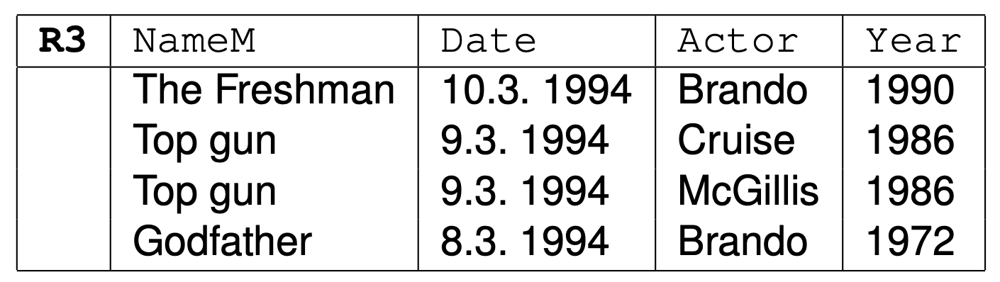 R3 NameM Date Actor Year
The Freshman 10.3. 1994 Brando 1990
Top gun 9.3. 1994 Cruise 1986
Top gun 9.3. 1994 McGillis 1986
Godfather 8.3. 1994 Brando 1972